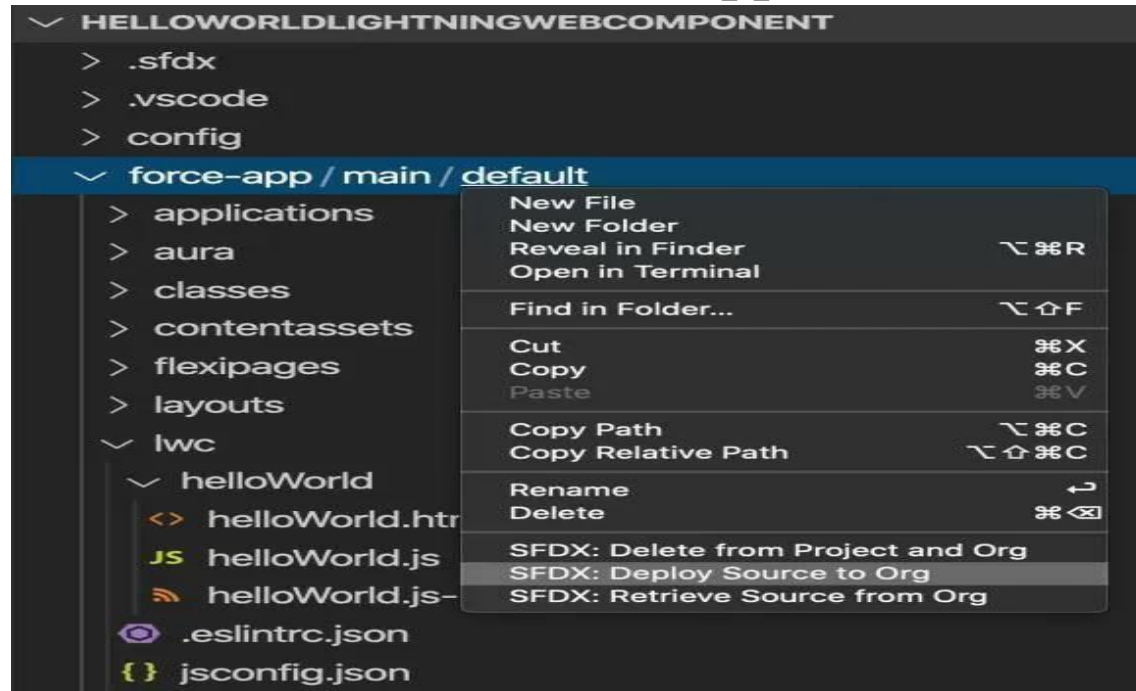 HELLOWORLDLIGHTNINGWEBCOMPONENT
.sfdx
.vscode
config
force-app / main / default
applications
aura
classes
contentassets
flexipages
layouts
lwc
helloWorld
<> helloWorld.htr
JS helloWorld.js
helloWorld.js-
.eslintrc.json
{} jsconfig.json
New File
New Folder
Reveal in Finder ⌥⌘R
Open in Terminal
Find in Folder... ⌥⇧F
Cut ⌘X
Copy ⌘C
Paste ⌘V
Copy Path ⌥⌘C
Copy Relative Path ⌥⇧⌘C
Rename ↩
Delete ⌘⌫
SFDX: Delete from Project and Org
SFDX: Deploy Source to Org
SFDX: Retrieve Source from Org